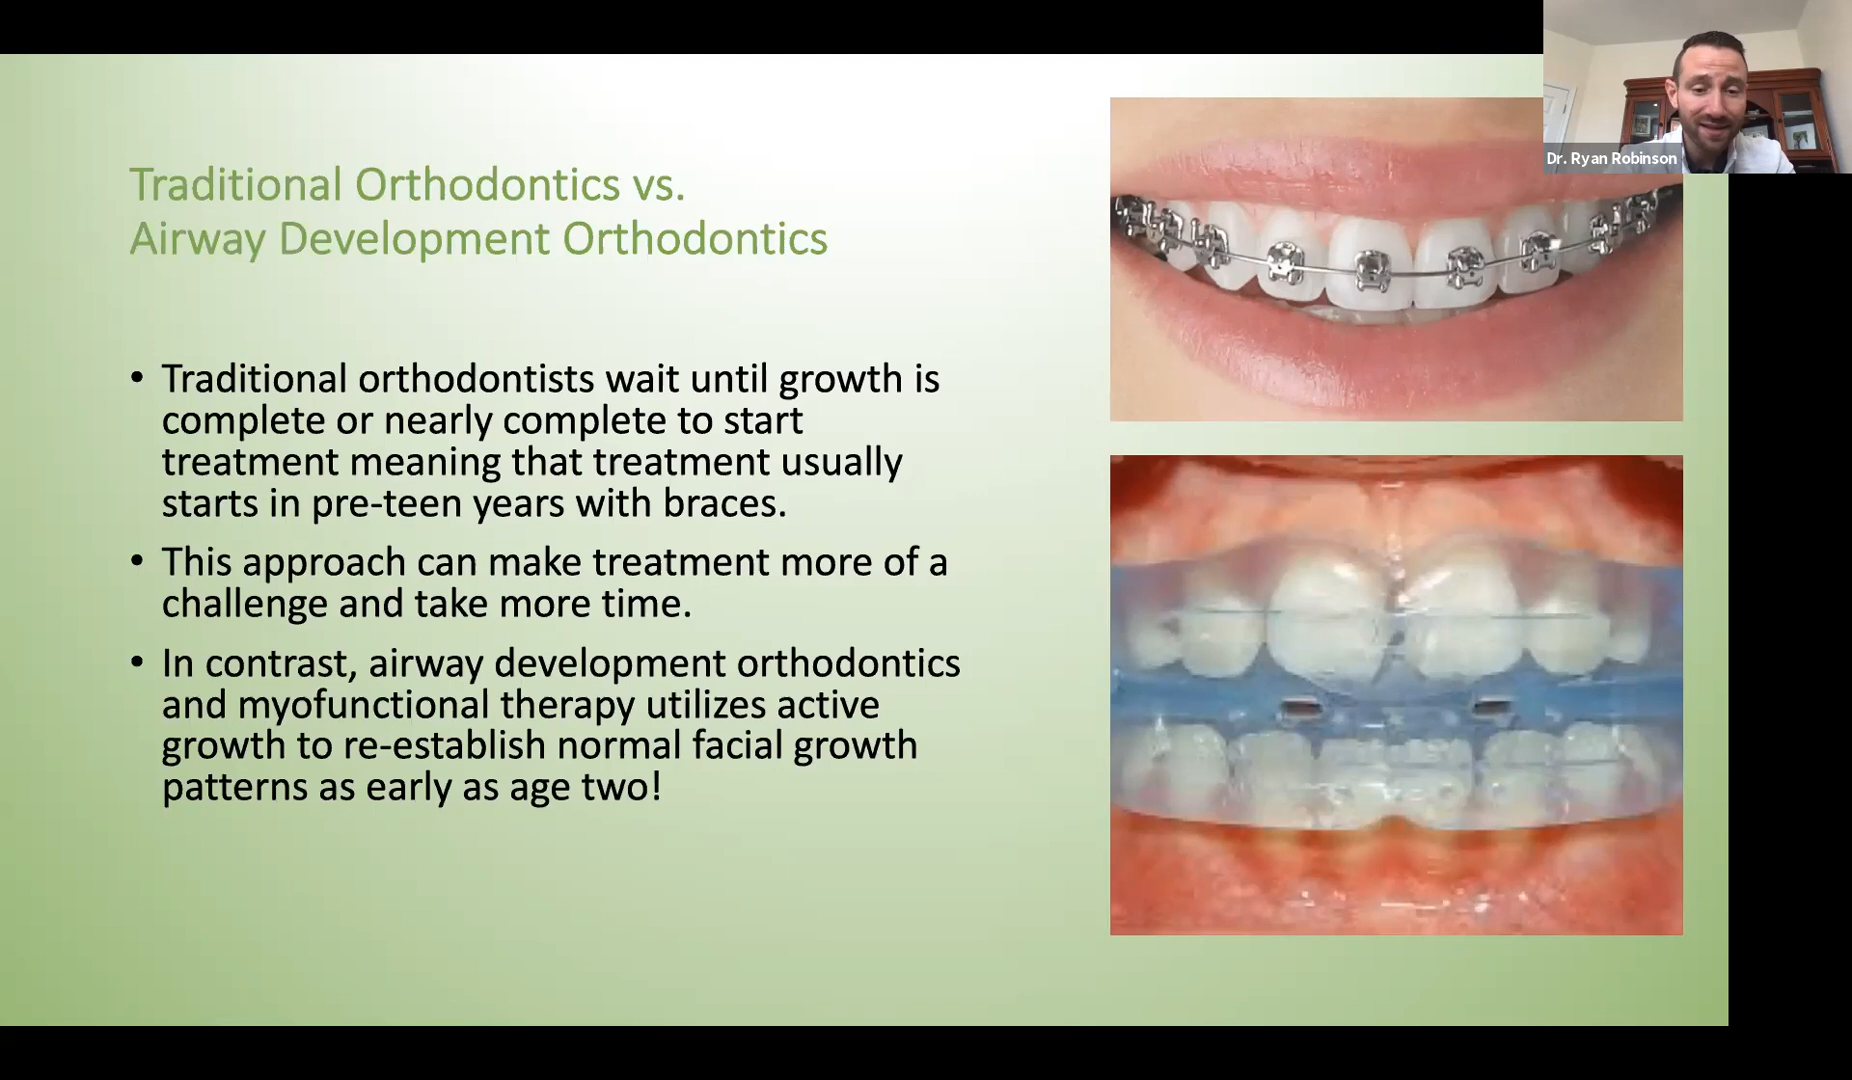 Dr. Ryan Robinson
Traditional Orthodontics vs.
Airway Development Orthodontics
• Traditional orthodontists wait until growth is
complete or nearly complete to start
treatment meaning that treatment usually
starts in pre-teen years with braces.
• This approach can make treatment more of a
challenge and take more time.
• In contrast, airway development orthodontics
and myofunctional therapy utilizes active
growth to re-establish normal facial growth
patterns as early as age two!